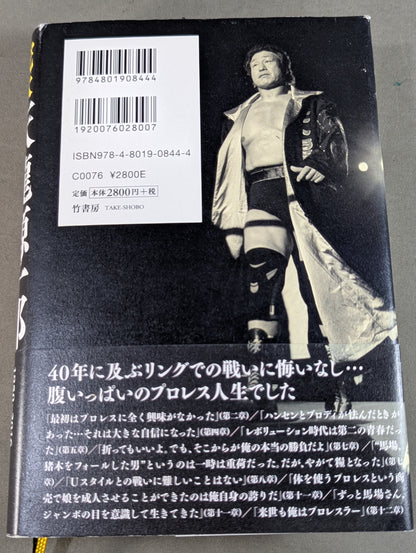 9784801908444
1920076028007
ISBN978-4-8019-0844-4
C0076 ¥2800E
定価 本体2800円+税
竹書房 TAKE-SHOBO
40年に及ぶリングでの戦いに悔いなし…
腹いっぱいのプロレス人生でした
「最初はプロレスに全く興味がなかった」(第二章)/「ハンセンとブロディが怯んだとき
があった…それは大きな自信になった」(第四章)/「レボリューション時代は第二の青春だっ
た」(第五章)/「折ってもいいよ。でも、そこからが俺の本当の勝負だよ」(第七章)/“馬場、
猪木をフォールした男”というのは一時は重荷だった。だが、やがて糧となった」(第七
章)/「Uスタイルとの戦いに難しいことはない」(第八章)/「体を使うプロレスという商
売で娘を成人させることができたのは俺自身の誇りだ」(第十一章)/「ずっと馬場さん、
ジャンボの目を意識して生きてきた」(第十一章)/「来世も俺はプロレスラー」(第十二章)